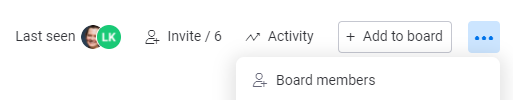 Last seen LK Invite / 6 Activity + Add to board
Board members